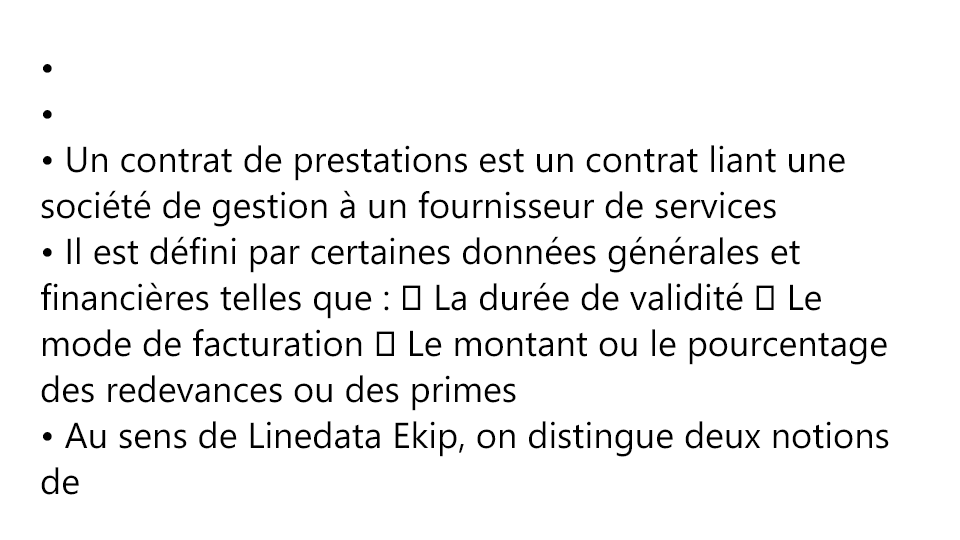 •
•
• Un contrat de prestations est un contrat liant une
société de gestion à un fournisseur de services
• Il est défini par certaines données générales et
financières telles que :  La durée de validité  Le
mode de facturation  Le montant ou le pourcentage
des redevances ou des primes
• Au sens de Linedata Ekip, on distingue deux notions
de